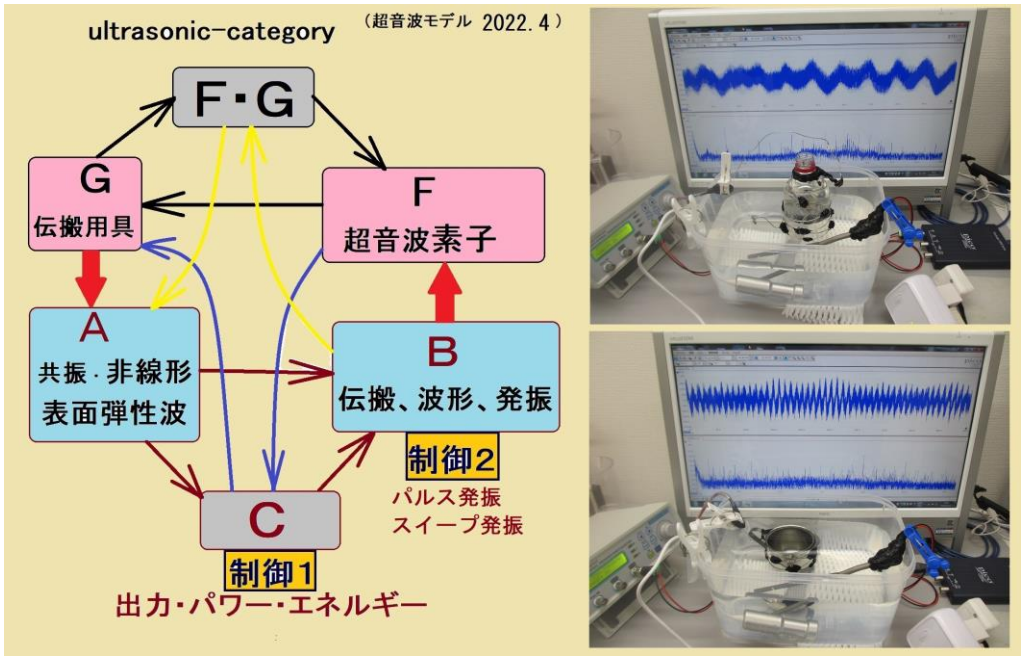 ultrasonic-category
(超音波モデル 2022.4)
F・G
G
伝搬用具
F
超音波素子
A
共振・非線形
表面弾性波
B
伝搬、波形、発振
制御2
パルス発振
スイープ発振
C
制御1
出力・パワー・エネルギー